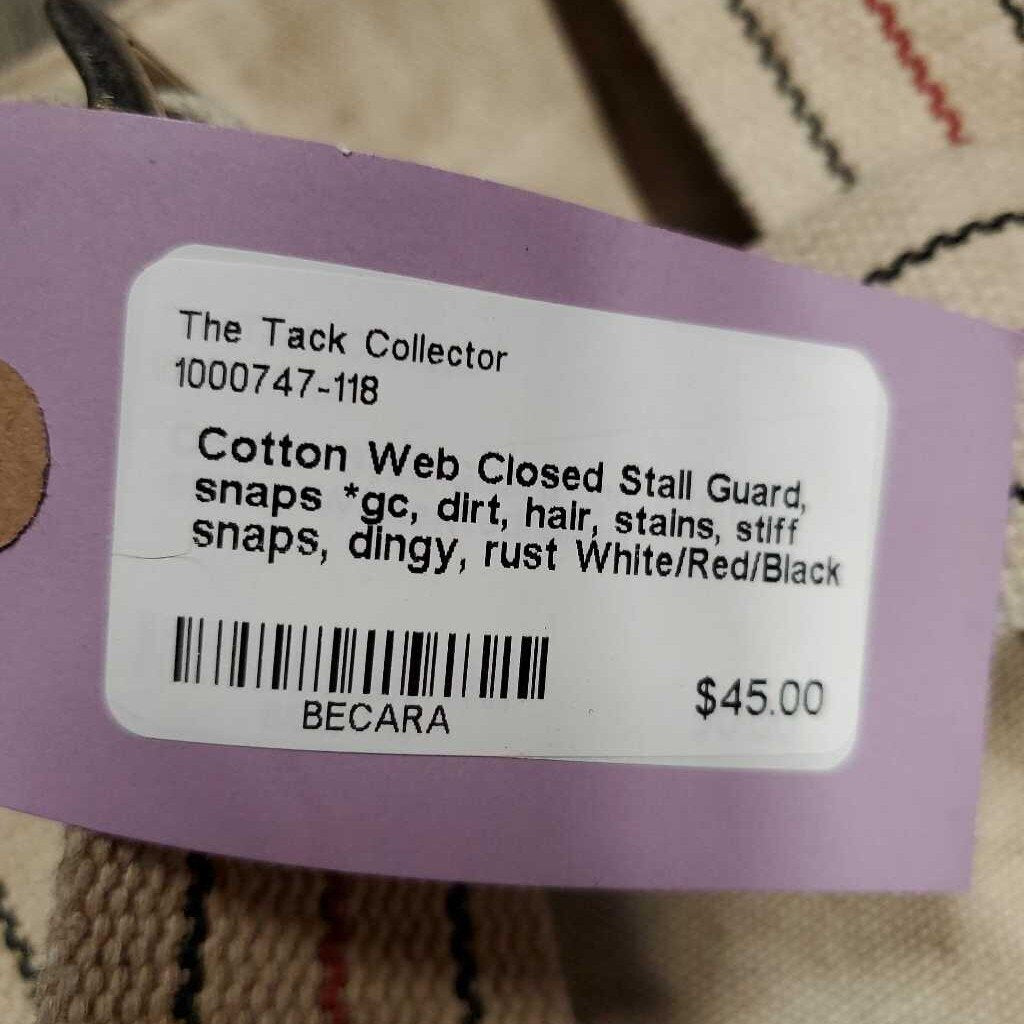 The Tack Collector
1000747-118
Cotton Web Closed Stall Guard,
snaps *gc, dirt, hair, stains, stiff
snaps, dingy, rust White/Red/Black
BECARA
$45.00